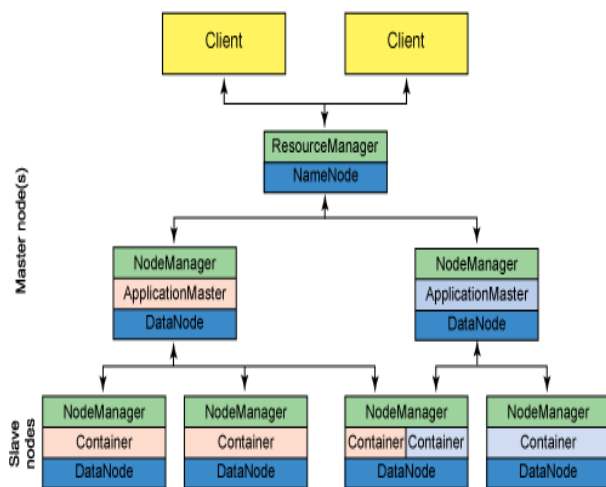 Client Client
ResourceManager
NameNode
Master node(s)
NodeManager NodeManager
ApplicationMaster ApplicationMaster
DataNode DataNode
Slave
nodes
NodeManager NodeManager NodeManager NodeManager
Container Container Container Container Container
DataNode DataNode DataNode DataNode